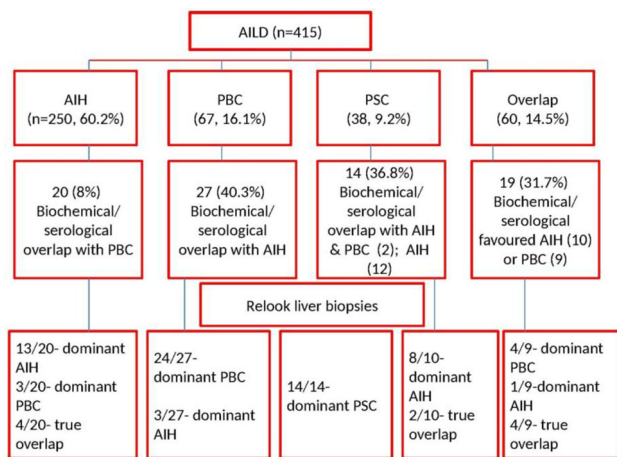 AILD (n=415)
AIH
(n=250, 60.2%)
PBC
(67, 16.1%)
PSC
(38, 9.2%)
Overlap
(60, 14.5%)
20 (8%)
Biochemical/
serological
overlap with PBC
27 (40.3%)
Biochemical/
serological
overlap with AIH
14 (36.8%)
Biochemical/
serological
overlap with AIH
& PBC (2); AIH
(12)
19 (31.7%)
Biochemical/
serological
favoured AIH (10)
or PBC (9)
Relook liver biopsies
13/20- dominant
AIH
3/20- dominant
PBC
4/20- true
overlap
24/27-
dominant PBC
3/27- dominant
AIH
14/14-
dominant PSC
8/10-
dominant
AIH
2/10- true
overlap
4/9- dominant
PBC
1/9-dominant
AIH
4/9- true
overlap